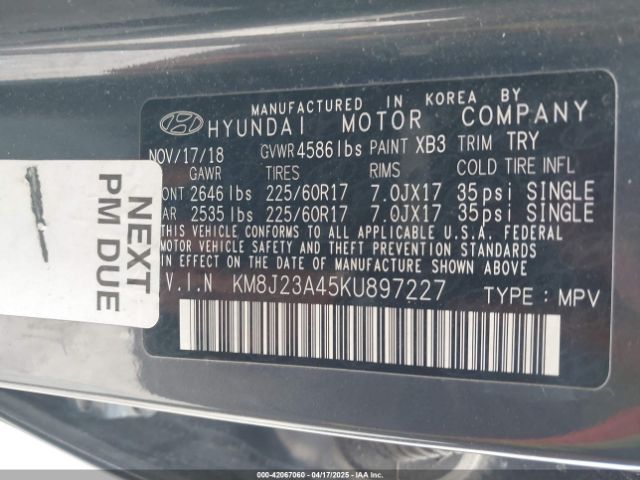 MANUFACTURED IN KOREA BY
HYUNDAI MOTOR COMPANY
NOV/17/18 GVWR 4586 lbs PAINT XB3 TRIM TRY
GAWR TIRES RIMS COLD TIRE INFL
ONT 2646 lbs 225/60R17 7.0JX17 35psi SINGLE
AR 2535 lbs 225/60R17 7.0JX17 35psi SINGLE
THIS VEHICLE CONFORMS TO ALL APPLICABLE U.S.A. FEDERAL
MOTOR VEHICLE SAFETY AND THEFT PREVENTION STANDARDS
IN EFFECT ON THE DATE OF MANUFACTURE SHOWN ABOVE.
V.I.N KM8J23A45KU897227 TYPE : MPV
NEXT
PM DUE
000-42067060 - 04/17/2025 - COPART, INC.